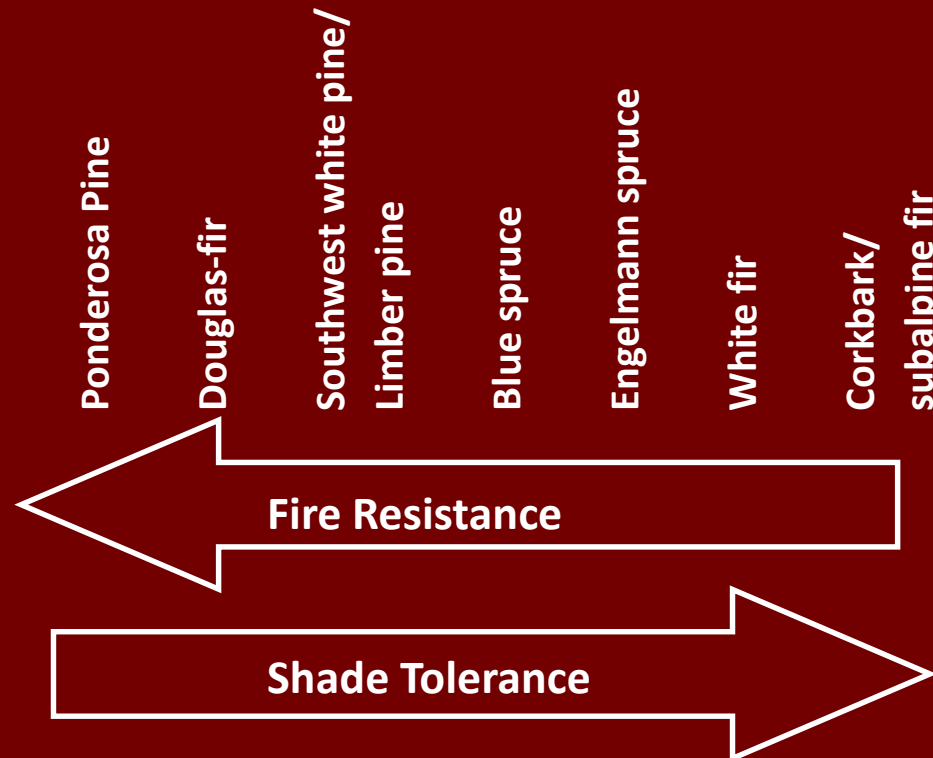 Ponderosa Pine
Douglas-fir
Southwest white pine/
Limber pine
Blue spruce
Engelmann spruce
White fir
Corkbark/
subalpine fir
Fire Resistance
Shade Tolerance